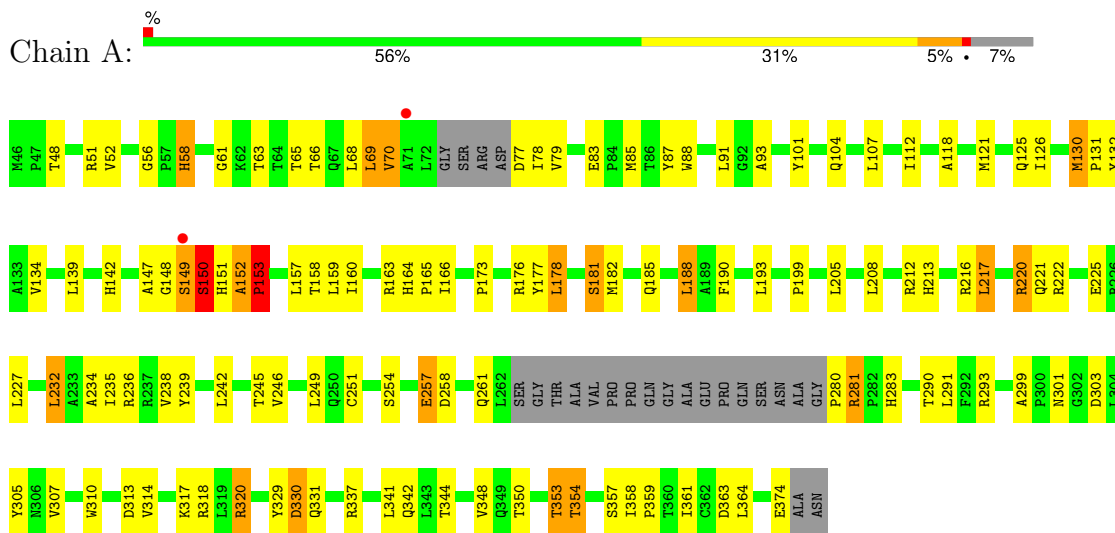 %
Chain A:
56% 31% 5% • 7%
M46 P47 T48 R51 V52 G56 P57 H58 G61 K62 T63 T64 T65 T66 Q67 L68 L69 V70 A71 L72 GLY SER ARG ASP D77 I78 V79 E83 P84 M85 T86 Y87 W88 L91 G92 A93 Y101 Q104 L107 I112 A118 M121 Q125 I126 M130 P131 Y132
A133 V134 L139 H142 A147 G148 S149 S150 H151 A152 P153 L157 T158 L159 I160 R163 H164 P165 I166 P173 R176 Y177 L178 S181 M182 Q185 L188 A189 F190 L193 P199 L205 L208 R212 H213 R216 L217 R220 Q221 R222 E225 P226
L227 L232 A233 A234 I235 R236 R237 V238 Y239 L242 T245 V246 L249 Q250 C251 S254 E257 D258 Q261 L262 SER GLY THR ALA VAL PRO PRO GLN GLY ALA GLU PRO GLN SER ASN ALA GLY P280 R281 P282 H283 T290 L291 F292 R293 A299 P300 N301 G302 D303 L304
Y305 N306 V307 W310 D313 V314 K317 R318 L319 R320 Y329 D330 Q331 R337 L341 Q342 L343 T344 V348 Q349 T350 T353 T354 S357 I358 P359 T360 I361 C362 D363 L364 E374 ALA ASN